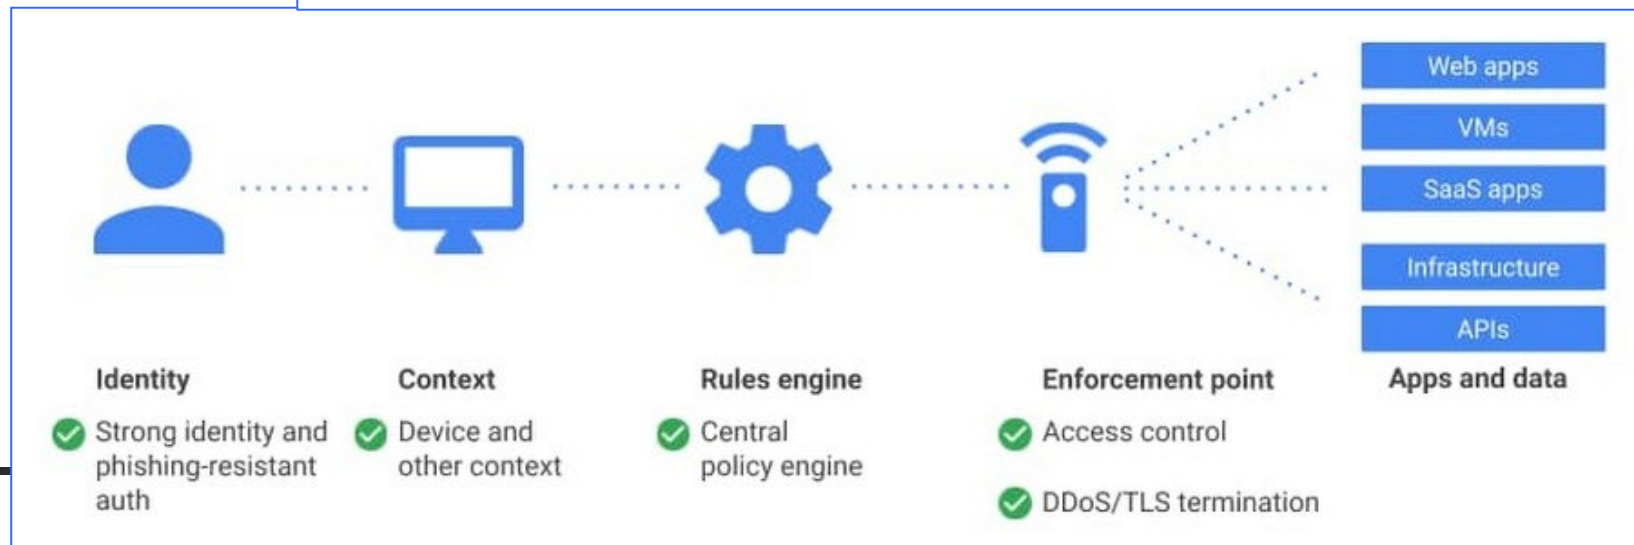 Web apps
VMs
SaaS apps
Infrastructure
APIs
Identity
Strong identity and
phishing-resistant
auth
Context
Device and
other context
Rules engine
Central
policy engine
Enforcement point
Access control
DDoS/TLS termination
Apps and data